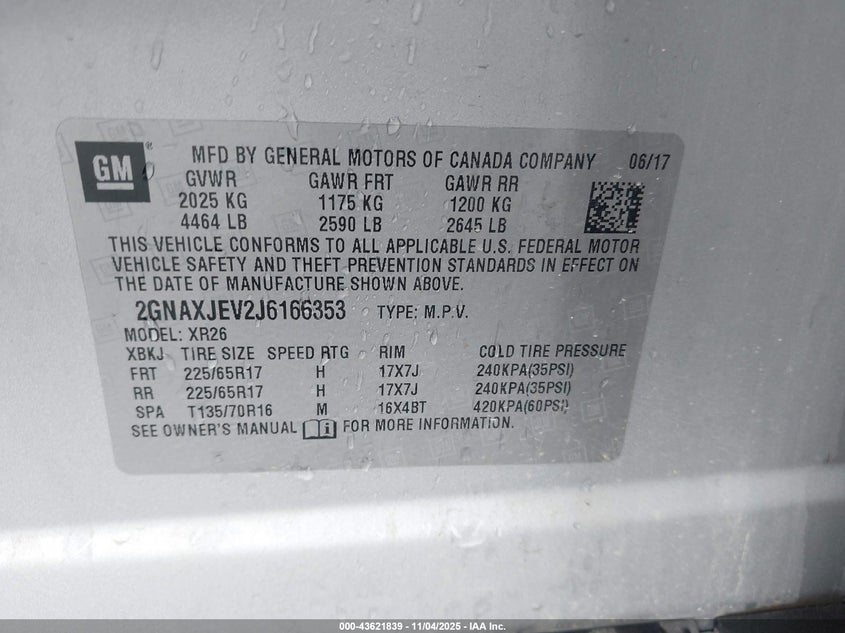 GM ® MFD BY GENERAL MOTORS OF CANADA COMPANY 06/17
GVWR GAWR FRT GAWR RR
2025 KG 1175 KG 1200 KG
4464 LB 2590 LB 2645 LB
THIS VEHICLE CONFORMS TO ALL APPLICABLE U.S. FEDERAL MOTOR
VEHICLE SAFETY AND THEFT PREVENTION STANDARDS IN EFFECT ON
THE DATE OF MANUFACTURE SHOWN ABOVE.
2GNAXJEV2J6166353 TYPE: M.P.V.
MODEL: XR26
XBKJ TIRE SIZE SPEED RTG RIM COLD TIRE PRESSURE
FRT 225/65R17 H 17X7J 240KPA(35PSI)
RR 225/65R17 H 17X7J 240KPA(35PSI)
SPA T135/70R16 M 16X4BT 420KPA(60PSI)
SEE OWNER'S MANUAL i FOR MORE INFORMATION.
000-43621839 - 11/04/2025 - IAA Inc.